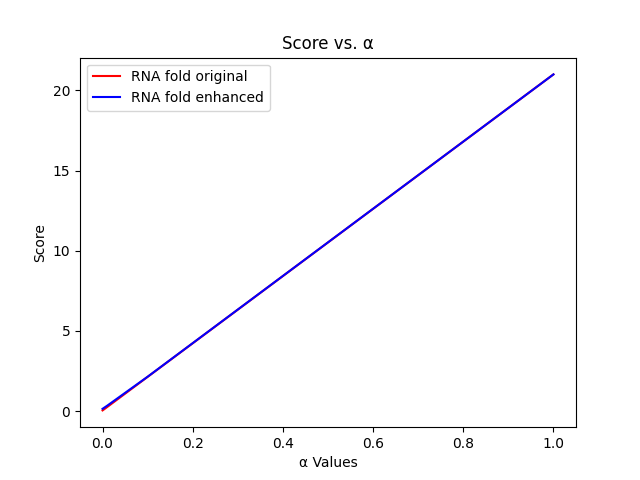 Score vs. α
RNA fold original
RNA fold enhanced
20
15
10
5
0
Score
0.0 0.2 0.4 0.6 0.8 1.0
α Values